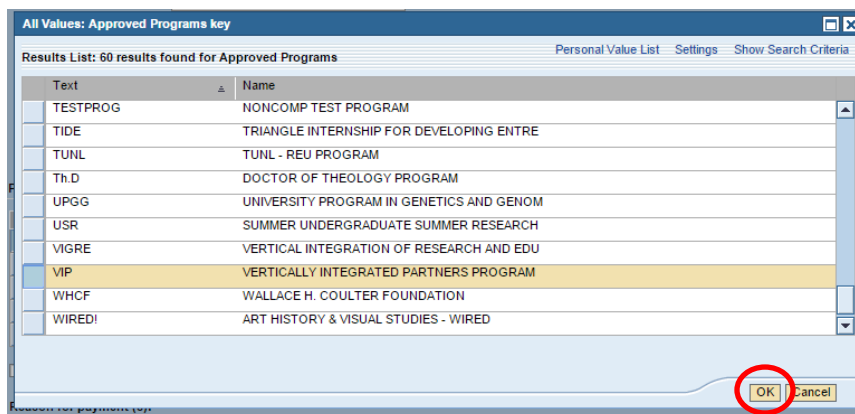 All Values: Approved Programs key
Results List: 60 results found for Approved Programs Personal Value List Settings Show Search Criteria
Text Name
TESTPROG NONCOMP TEST PROGRAM
TIDE TRIANGLE INTERNSHIP FOR DEVELOPING ENTRE
TUNL TUNL - REU PROGRAM
Th.D DOCTOR OF THEOLOGY PROGRAM
UPGG UNIVERSITY PROGRAM IN GENETICS AND GENOM
USR SUMMER UNDERGRADUATE SUMMER RESEARCH
VIGRE VERTICAL INTEGRATION OF RESEARCH AND EDU
VIP VERTICALLY INTEGRATED PARTNERS PROGRAM
WHCF WALLACE H. COULTER FOUNDATION
WIRED! ART HISTORY & VISUAL STUDIES - WIRED
OK Cancel
Reason for payment (s):